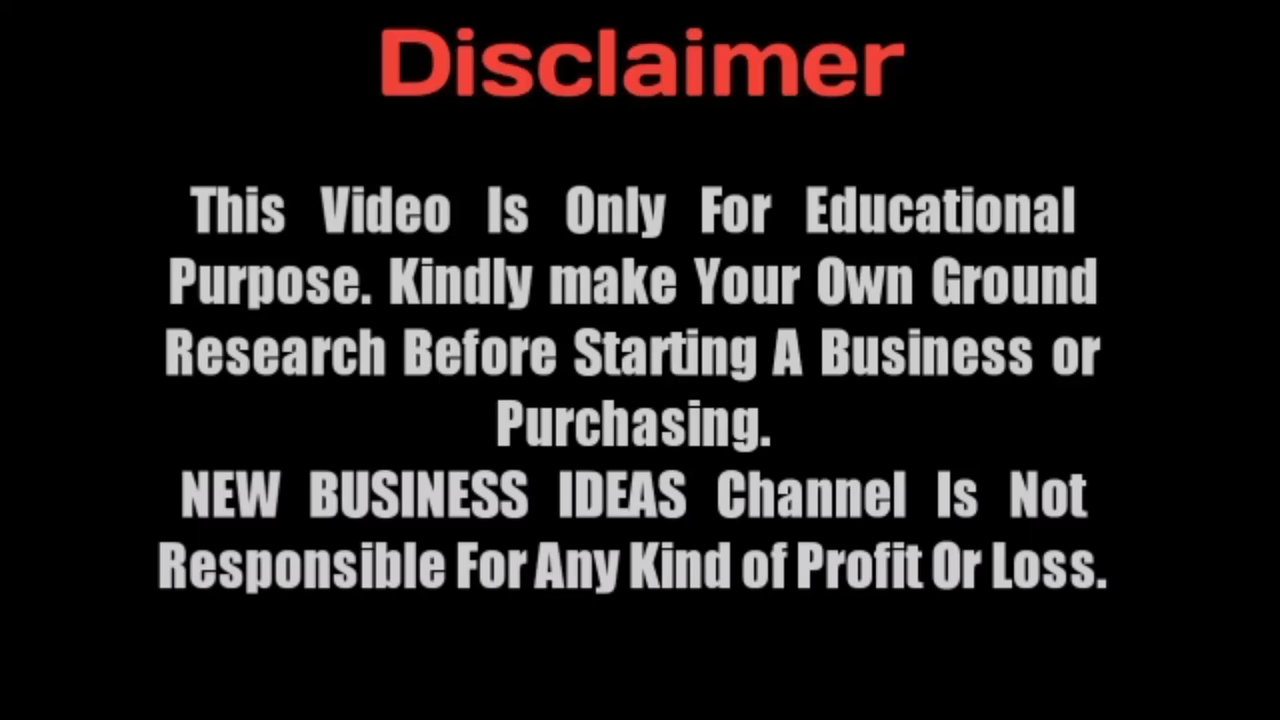 Disclaimer
This Video Is Only For Educational
Purpose. Kindly make Your Own Ground
Research Before Starting A Business or
Purchasing.
NEW BUSINESS IDEAS Channel Is Not
Responsible For Any Kind of Profit Or Loss.